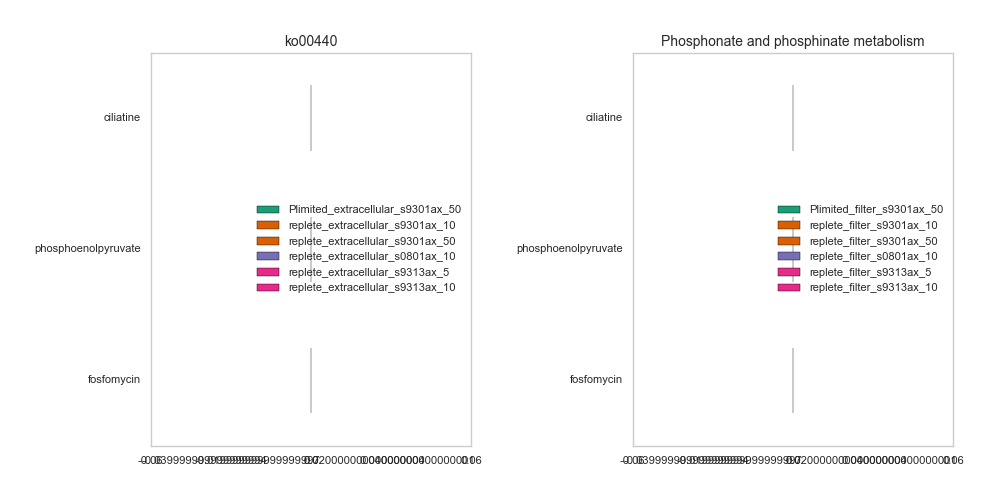 ko00440
Phosphonate and phosphinate metabolism
ciliatine
phosphoenolpyruvate
fosfomycin
Plimited_extracellular_s9301ax_50
replete_extracellular_s9301ax_10
replete_extracellular_s9301ax_50
replete_extracellular_s0801ax_10
replete_extracellular_s9313ax_5
replete_extracellular_s9313ax_10
ciliatine
phosphoenolpyruvate
fosfomycin
Plimited_filter_s9301ax_50
replete_filter_s9301ax_10
replete_filter_s9301ax_50
replete_filter_s0801ax_10
replete_filter_s9313ax_5
replete_filter_s9313ax_10